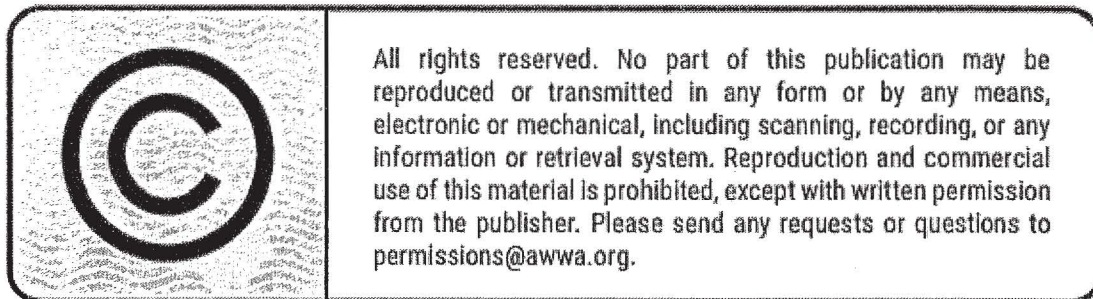 ©
All rights reserved. No part of this publication may be
reproduced or transmitted in any form or by any means,
electronic or mechanical, including scanning, recording, or any
information or retrieval system. Reproduction and commercial
use of this material is prohibited, except with written permission
from the publisher. Please send any requests or questions to
permissions@awwa.org.